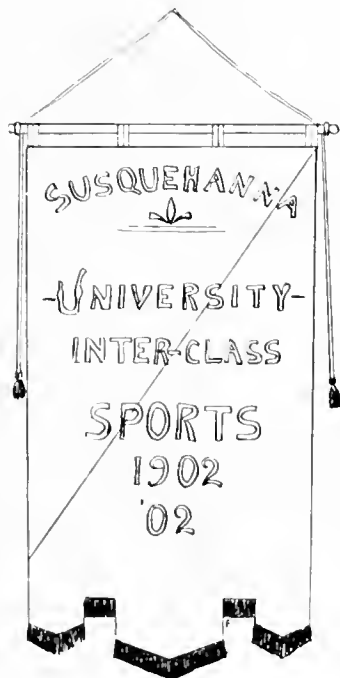 SUSQUEHANNA
-UNIVERSITY-
INTER-CLASS
SPORTS
1902
'02